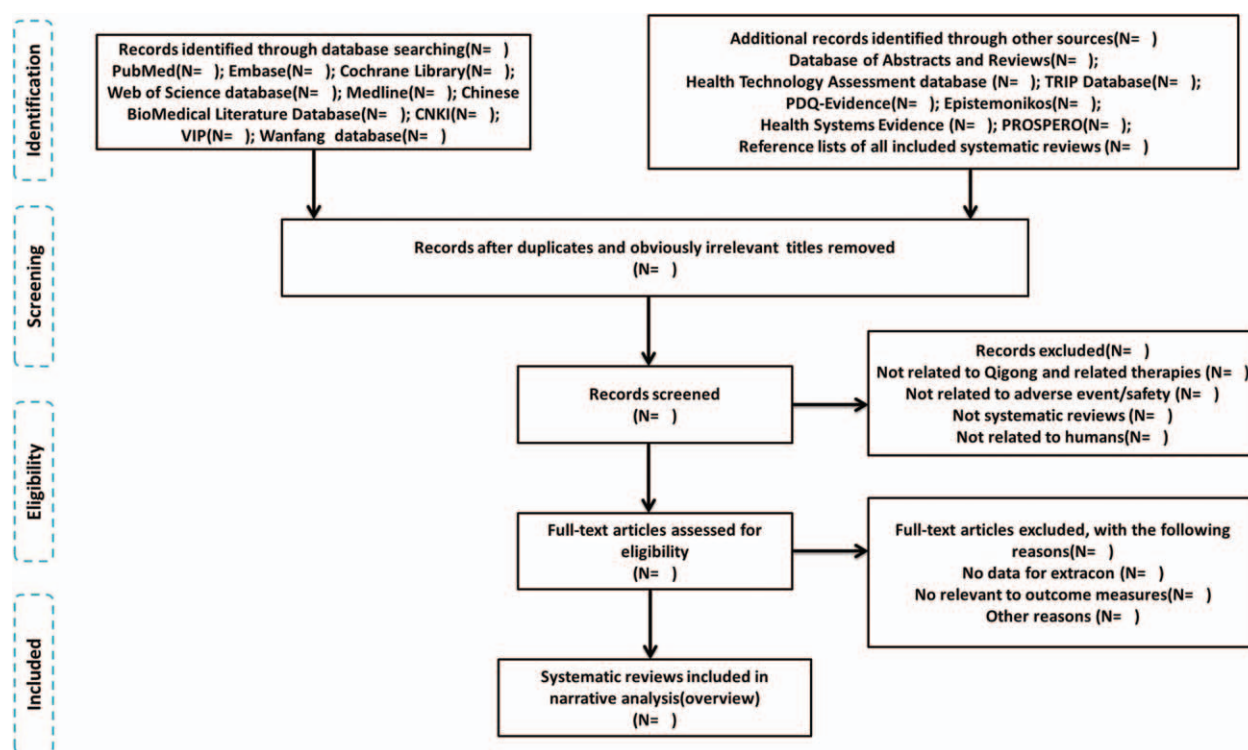 Identification
Records identified through database searching(N=   )
PubMed(N=   ); Embase(N=   ); Cochrane Library(N=   );
Web of Science database(N=   ); Medline(N=   ); Chinese
BioMedical Literature Database(N=   ); CNKI(N=   );
VIP(N=   ); Wanfang  database(N=   )
Additional records identified through other sources(N=   )
Database of Abstracts and Reviews(N=   );
Health Technology Assessment database (N=   ); TRIP Database(N=   );
PDQ-Evidence(N=   ); Epistemonikos(N=   );
Health Systems Evidence (N=   ); PROSPERO(N=   );
Reference lists of all included systematic reviews (N=   )
Screening
Records after duplicates and obviously irrelevant titles removed
(N=   )
Records screened
(N=   )
Records excluded(N=   )
Not related to Qigong and related therapies (N=   )
Not related to adverse event/safety (N=   )
Not systematic reviews (N=   )
Not related to humans(N=   )
Eligibility
Full-text articles assessed for
eligibility
(N=   )
Full-text articles excluded, with the following
reasons(N=   )
No data for extracon (N=   )
No relevant to outcome measures(N=   )
Other reasons (N=   )
Included
Systematic reviews included in
narrative analysis(overview)
(N=   )